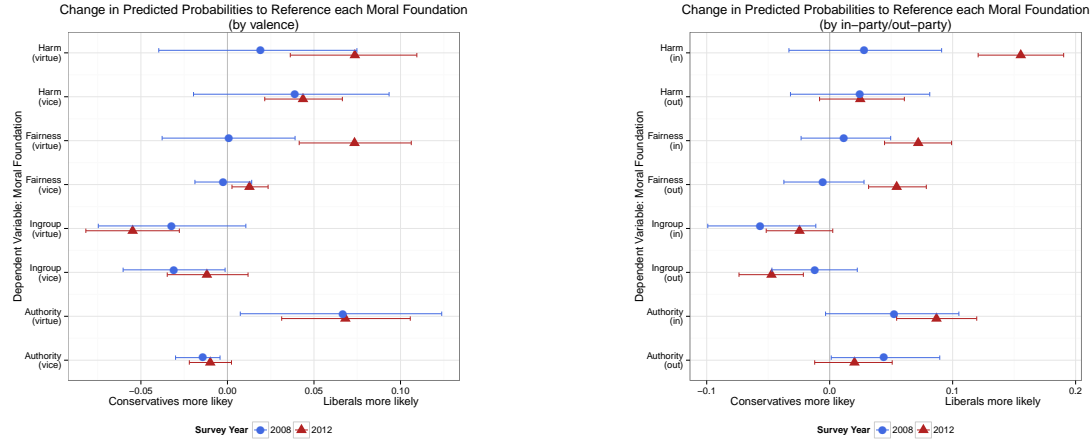 Change in Predicted Probabilities to Reference each Moral Foundation
(by valence)
Dependent Variable: Moral Foundation
Harm
(virtue)
Harm
(vice)
Fairness
(virtue)
Fairness
(vice)
Ingroup
(virtue)
Ingroup
(vice)
Authority
(virtue)
Authority
(vice)
−0.05 0.00 0.05 0.10
Conservatives more likey Liberals more likely
Survey Year 2008 2012
Change in Predicted Probabilities to Reference each Moral Foundation
(by in−party/out−party)
Dependent Variable: Moral Foundation
Harm
(in)
Harm
(out)
Fairness
(in)
Fairness
(out)
Ingroup
(in)
Ingroup
(out)
Authority
(in)
Authority
(out)
−0.1 0.0 0.1 0.2
Conservatives more likey Liberals more likely
Survey Year 2008 2012